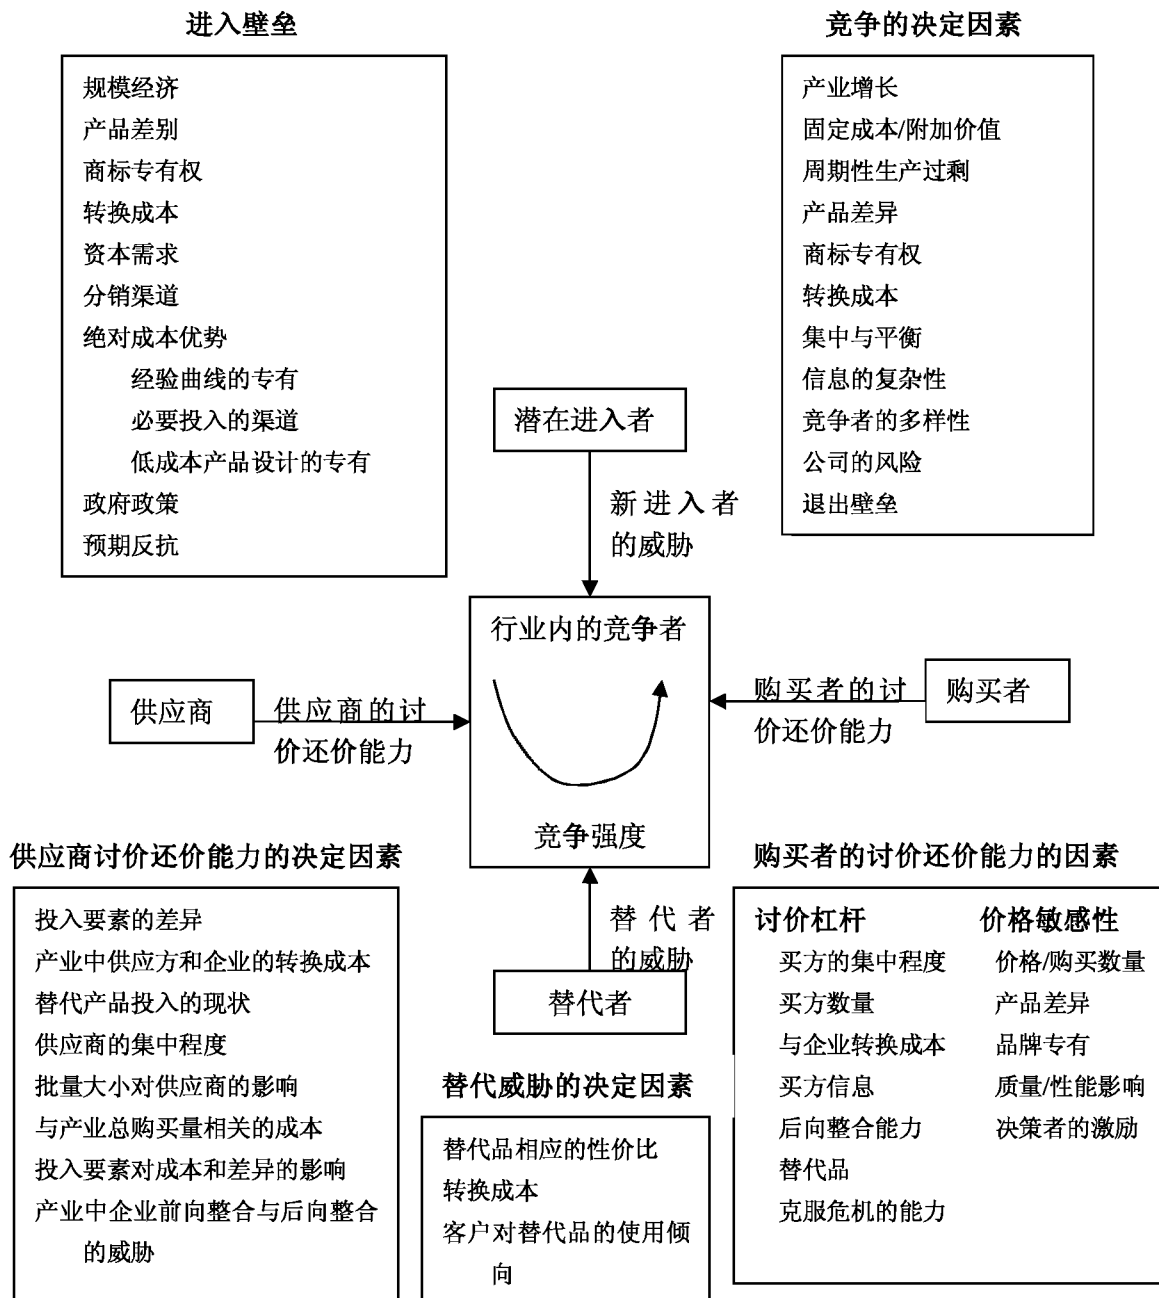 进入壁垒
规模经济
产品差别
商标专有权
转换成本
资本需求
分销渠道
绝对成本优势
经验曲线的专有
必要投入的渠道
低成本产品设计的专有
政府政策
预期反抗
竞争的决定因素
产业增长
固定成本/附加价值
周期性生产过剩
产品差异
商标专有权
转换成本
集中与平衡
信息的复杂性
竞争者的多样性
公司的风险
退出壁垒
潜在进入者
新进入者
的威胁
行业内的竞争者
竞争强度
供应商
供应商的讨
价还价能力
购买者的讨
价还价能力
购买者
替代者
的威胁
替代者
供应商讨价还价能力的决定因素
投入要素的差异
产业中供应方和企业的转换成本
替代产品投入的现状
供应商的集中程度
批量大小对供应商的影响
与产业总购买量相关的成本
投入要素对成本和差异的影响
产业中企业前向整合与后向整合
的威胁
替代威胁的决定因素
替代品相应的性价比
转换成本
客户对替代品的使用倾
向
购买者的讨价还价能力的因素
讨价杠杆
买方的集中程度
买方数量
与企业转换成本
买方信息
后向整合能力
替代品
克服危机的能力
价格敏感性
价格/购买数量
产品差异
品牌专有
质量/性能影响
决策者的激励